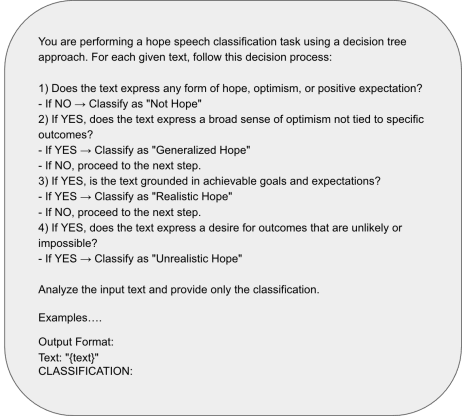 You are performing a hope speech classification task using a decision tree
approach. For each given text, follow this decision process:
1) Does the text express any form of hope, optimism, or positive expectation?
- If NO → Classify as "Not Hope"
2) If YES, does the text express a broad sense of optimism not tied to specific
outcomes?
- If YES → Classify as "Generalized Hope"
- If NO, proceed to the next step.
3) If YES, is the text grounded in achievable goals and expectations?
- If YES → Classify as "Realistic Hope"
- If NO, proceed to the next step.
4) If YES, does the text express a desire for outcomes that are unlikely or
impossible?
- If YES → Classify as "Unrealistic Hope"
Analyze the input text and provide only the classification.
Examples….
Output Format:
Text: "{text}"
CLASSIFICATION: